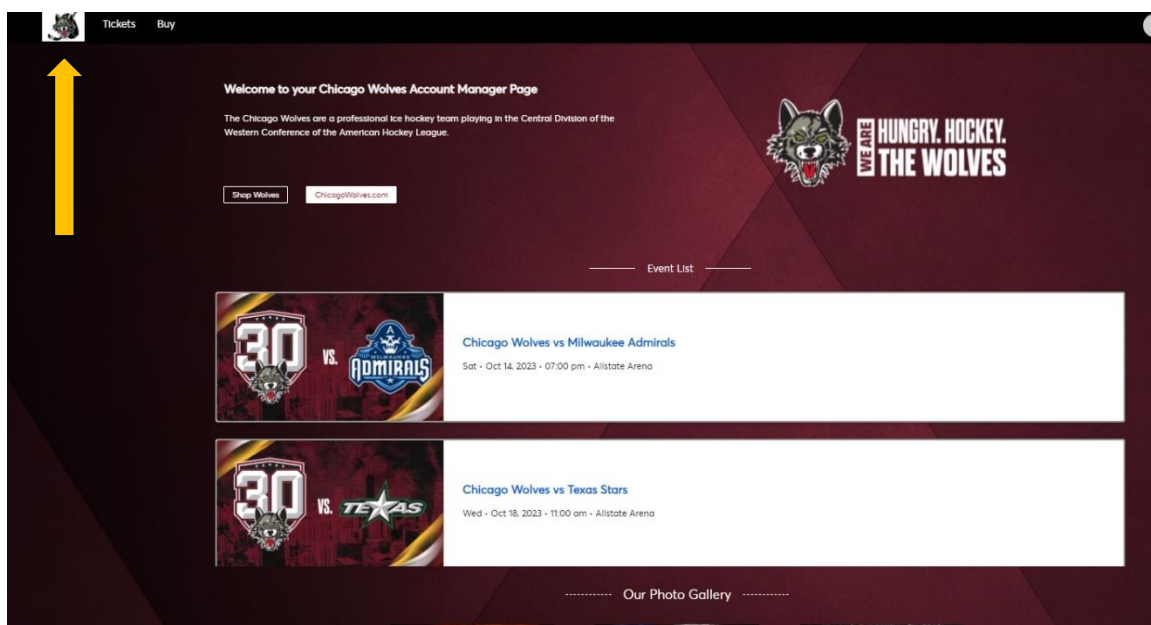 Tickets Buy
Welcome to your Chicago Wolves Account Manager Page
The Chicago Wolves are a professional ice hockey team playing in the Central Division of the
Western Conference of the American Hockey League.
WE ARE
HUNGRY. HOCKEY.
THE WOLVES
Shop Wolves ChicagoWolves.com
Event List
30 VS. A MILWAUKEE ADMIRALS
Chicago Wolves vs Milwaukee Admirals
Sat • Oct 14, 2023 • 07:00 pm • Allstate Arena
30 VS. TEXAS
Chicago Wolves vs Texas Stars
Wed • Oct 18, 2023 • 11:00 am • Allstate Arena
Our Photo Gallery